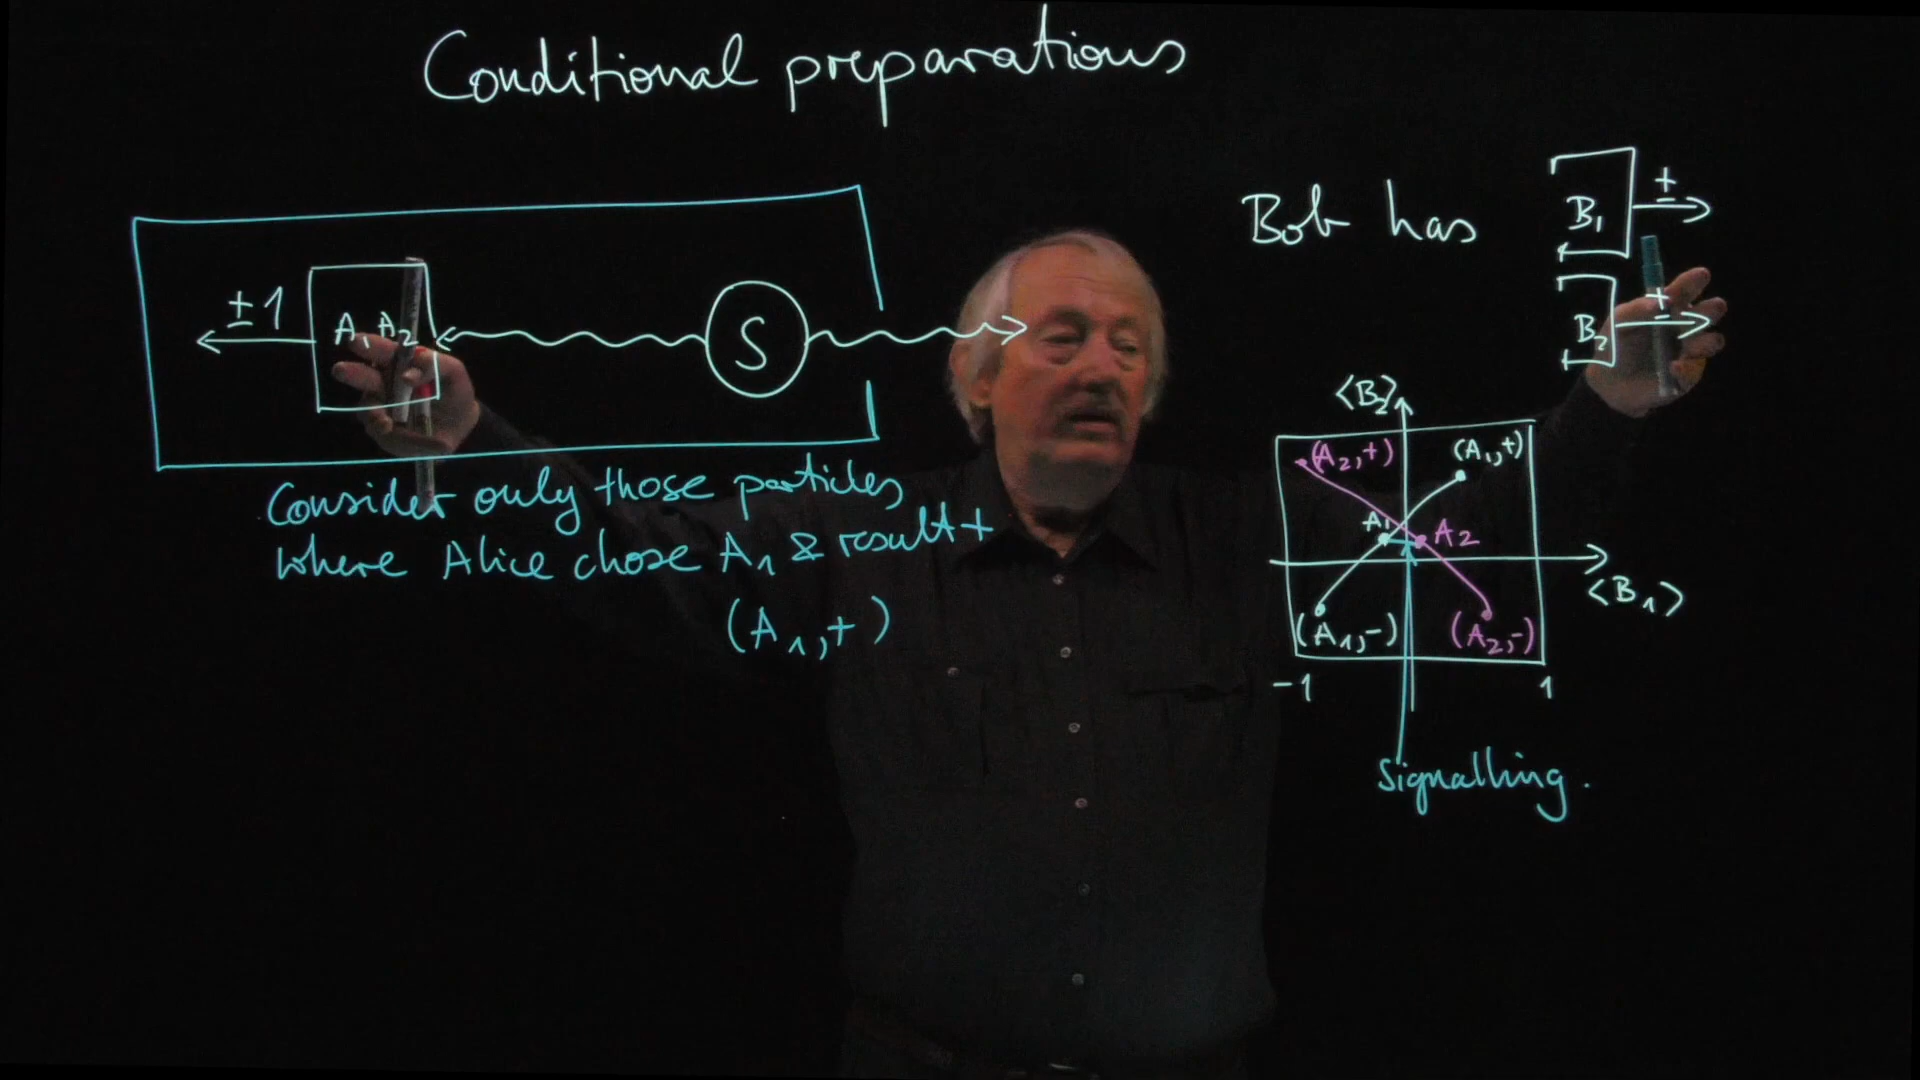 Conditional preparations
±1
A₁ A₂
S
Consider only those particles
where Alice chose A₁ & result +
(A₁,+)
Bob has
B₁
±
B₂
±
⟨B₂⟩
(A₂,+)
(A₁,+)
A₁
A₂
⟨B₁⟩
(A₁,-)
(A₂,-)
-1
1
Signalling.